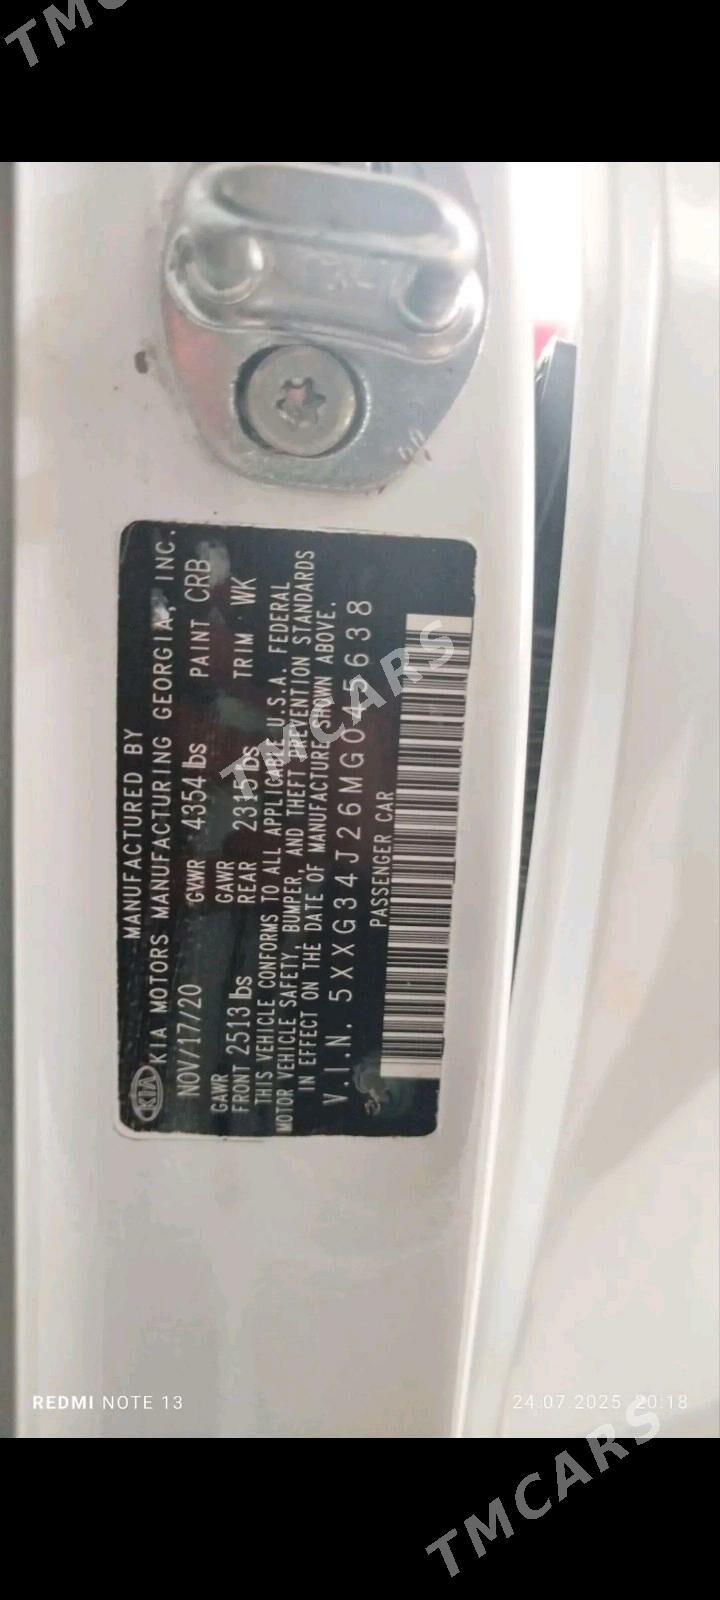 TMCARS
MANUFACTURED BY
KIA KIA MOTORS MANUFACTURING GEORGIA, INC.
NOV/17/20 GVWR 4354 lbs PAINT CRB
GAWR GAWR
FRONT 2513 lbs REAR 2315 lbs TRIM WK
THIS VEHICLE CONFORMS TO ALL APPLICABLE U.S.A. FEDERAL
MOTOR VEHICLE SAFETY, BUMPER, AND THEFT PREVENTION STANDARDS
IN EFFECT ON THE DATE OF MANUFACTURE SHOWN ABOVE.
V.I.N. 5XXG34J26MG045638
PASSENGER CAR
TMCARS
REDMI NOTE 13
24.07.2025 20:18
TMCARS